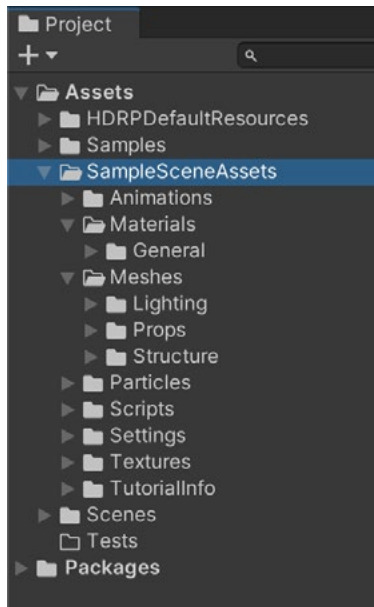 Project
Assets
HDRPDefaultResources
Samples
SampleSceneAssets
Animations
Materials
General
Meshes
Lighting
Props
Structure
Particles
Scripts
Settings
Textures
TutorialInfo
Scenes
Tests
Packages